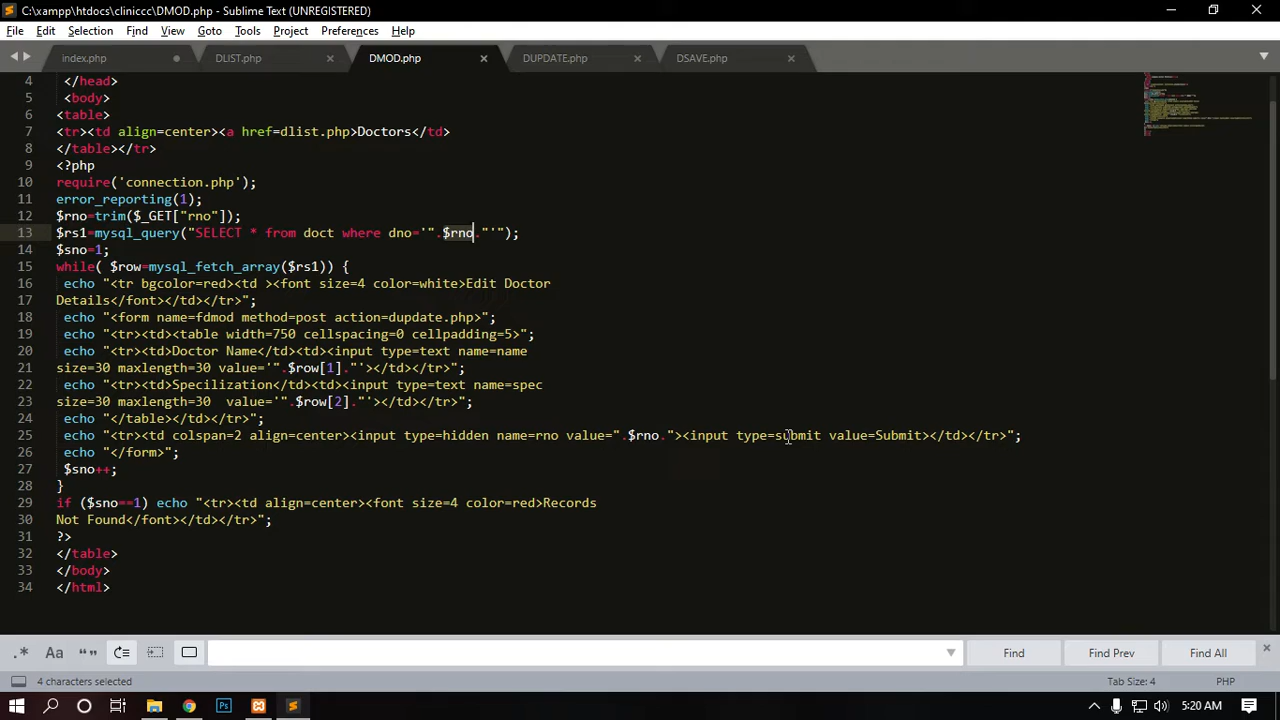 C:\xampp\htdocs\cliniccc\DMOD.php - Sublime Text (UNREGISTERED)
File Edit Selection Find View Goto Tools Project Preferences Help
index.php DLIST.php DMOD.php DUPDATE.php DSAVE.php
4 </head>
5 <body>
6 <table>
7 <tr><td align=center><a href=dlist.php>Doctors</td>
8 </table></tr>
9 <?php
10 require('connection.php');
11 error_reporting(1);
12 $rno=trim($_GET["rno"]);
13 $rs1=mysql_query("SELECT * from doct where dno='".$rno."'");
14 $sno=1;
15 while( $row=mysql_fetch_array($rs1)) {
16 echo "<tr bgcolor=red><td ><font size=4 color=white>Edit Doctor
17 Details</font></td></tr>";
18 echo "<form name=fdmod method=post action=dupdate.php>";
19 echo "<tr><td><table width=750 cellspacing=0 cellpadding=5>";
20 echo "<tr><td>Doctor Name</td><td><input type=text name=name
21 size=30 maxlength=30 value='".$row[1]."'></td></tr>";
22 echo "<tr><td>Specilization</td><td><input type=text name=spec
23 size=30 maxlength=30  value='".$row[2]."'></td></tr>";
24 echo "</table></td></tr>";
25 echo "<tr><td colspan=2 align=center><input type=hidden name=rno value=".$rno."><input type=submit value=Submit></td></tr>";
26 echo "</form>";
27 $sno++;
28 }
29 if ($sno==1) echo "<tr><td align=center><font size=4 color=red>Records
30 Not Found</font></td></tr>";
31 ?>
32 </table>
33 </body>
34 </html>
.* Aa “” Find Find Prev Find All
4 characters selected Tab Size: 4 PHP
Ps 5:20 AM